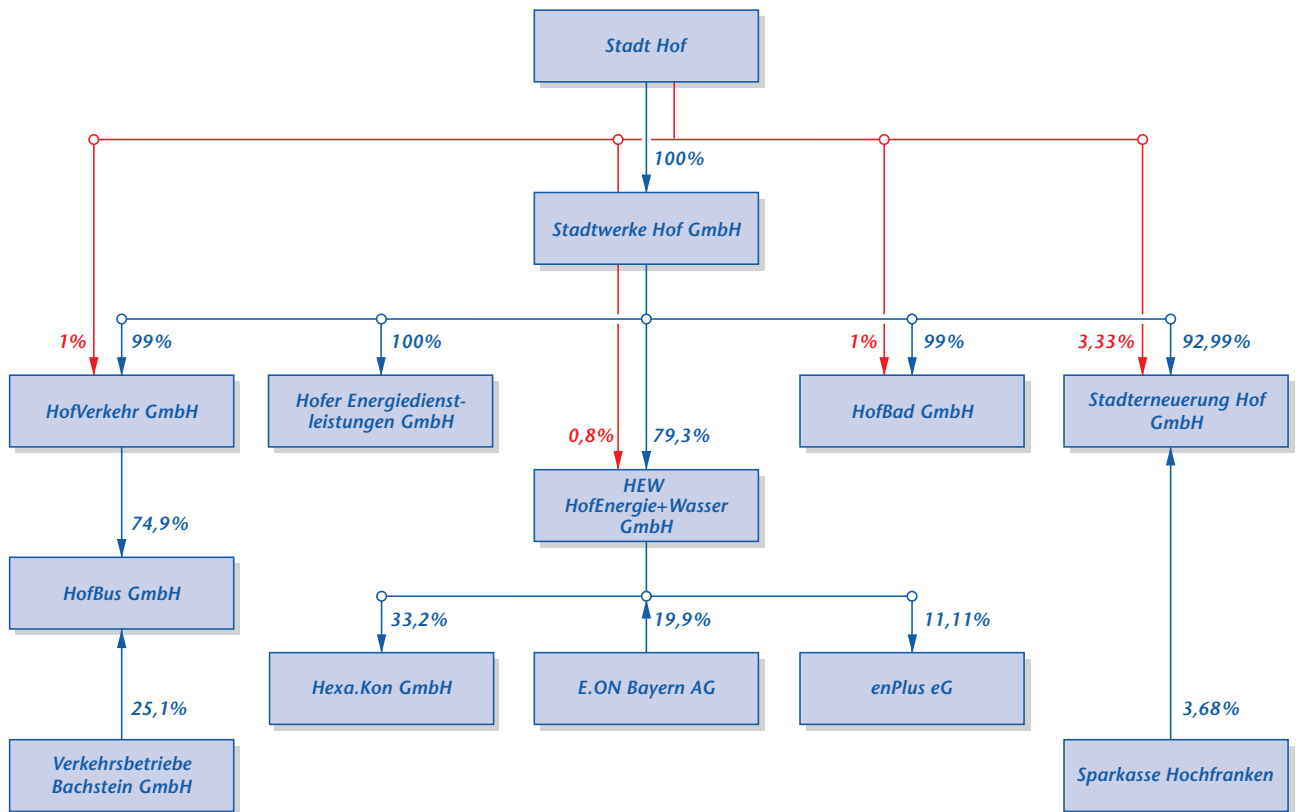 Stadt Hof
100%
Stadtwerke Hof GmbH
1%
99%
100%
1%
99%
3,33%
92,99%
HofVerkehr GmbH
Hofer Energiedienst-
leistungen GmbH
HofBad GmbH
Stadterneuerung Hof
GmbH
0,8%
79,3%
HEW
HofEnergie+Wasser
GmbH
74,9%
HofBus GmbH
33,2%
19,9%
11,11%
Hexa.Kon GmbH
E.ON Bayern AG
enPlus eG
25,1%
3,68%
Verkehrsbetriebe
Bachstein GmbH
Sparkasse Hochfranken